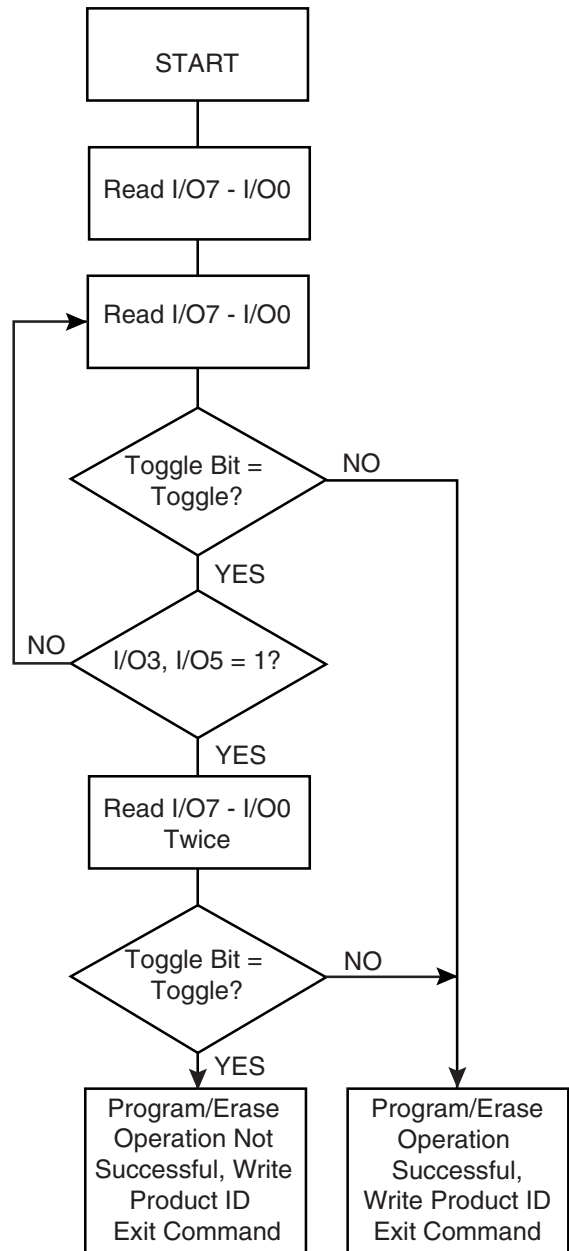 START
Read I/O7 - I/O0
Read I/O7 - I/O0
Toggle Bit =
Toggle?
NO
YES
NO
I/O3, I/O5 = 1?
YES
Read I/O7 - I/O0
Twice
Toggle Bit =
Toggle?
NO
YES
Program/Erase
Operation Not
Successful, Write
Product ID
Exit Command
Program/Erase
Operation
Successful,
Write Product ID
Exit Command